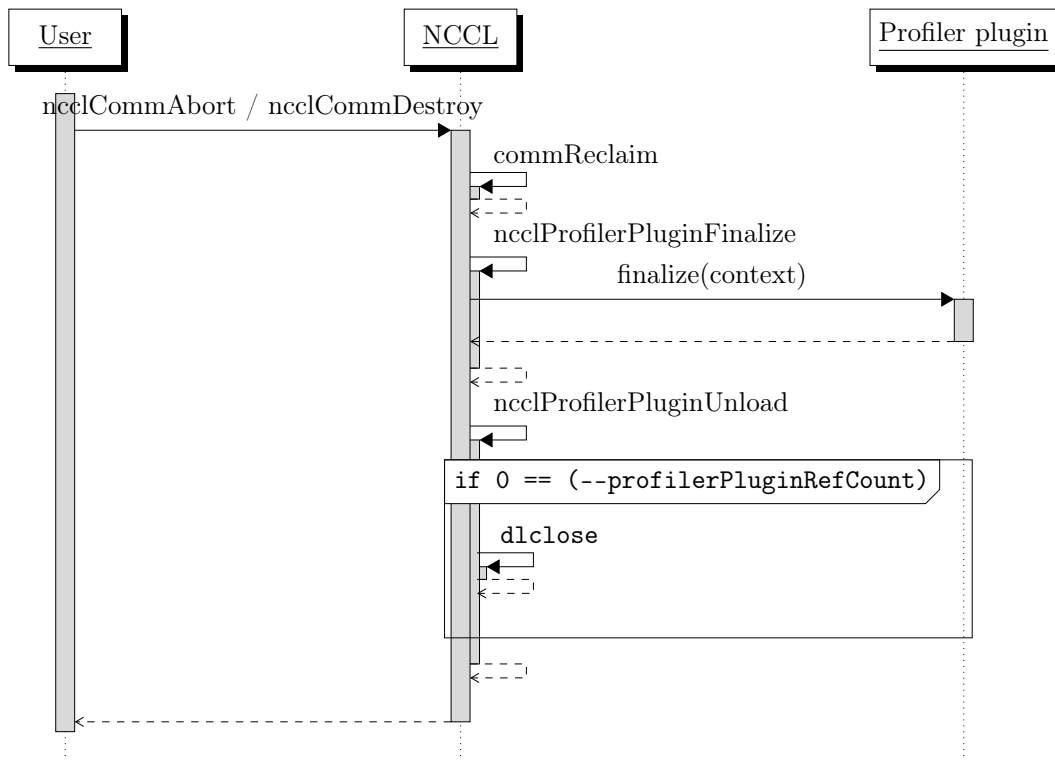 User
NCCL
Profiler plugin
ncclCommAbort / ncclCommDestroy
commReclaim
ncclProfilerPluginFinalize
finalize(context)
ncclProfilerPluginUnload
if 0 == (--profilerPluginRefCount)
dlclose